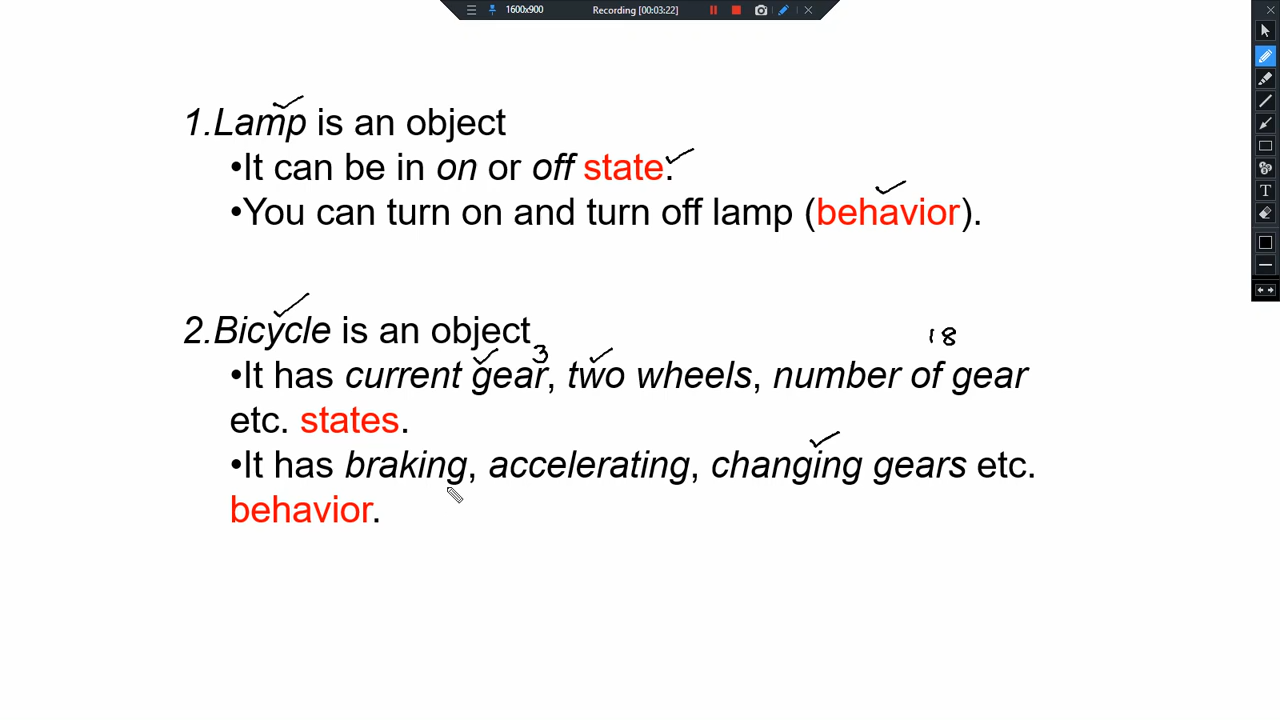 1600x900 Recording [00:03:22]
1.Lamp is an object
•It can be in on or off state.
•You can turn on and turn off lamp (behavior).
2.Bicycle is an object
3 18
•It has current gear, two wheels, number of gear
etc. states.
•It has braking, accelerating, changing gears etc.
behavior.